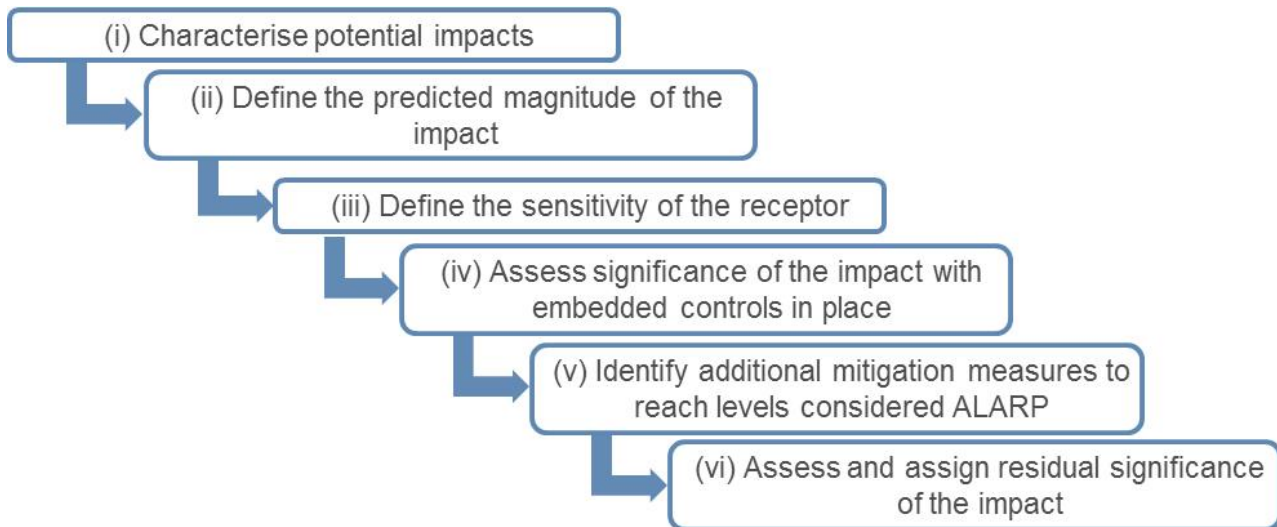 (i) Characterise potential impacts
(ii) Define the predicted magnitude of the
impact
(iii) Define the sensitivity of the receptor
(iv) Assess significance of the impact with
embedded controls in place
(v) Identify additional mitigation measures to
reach levels considered ALARP
(vi) Assess and assign residual significance
of the impact